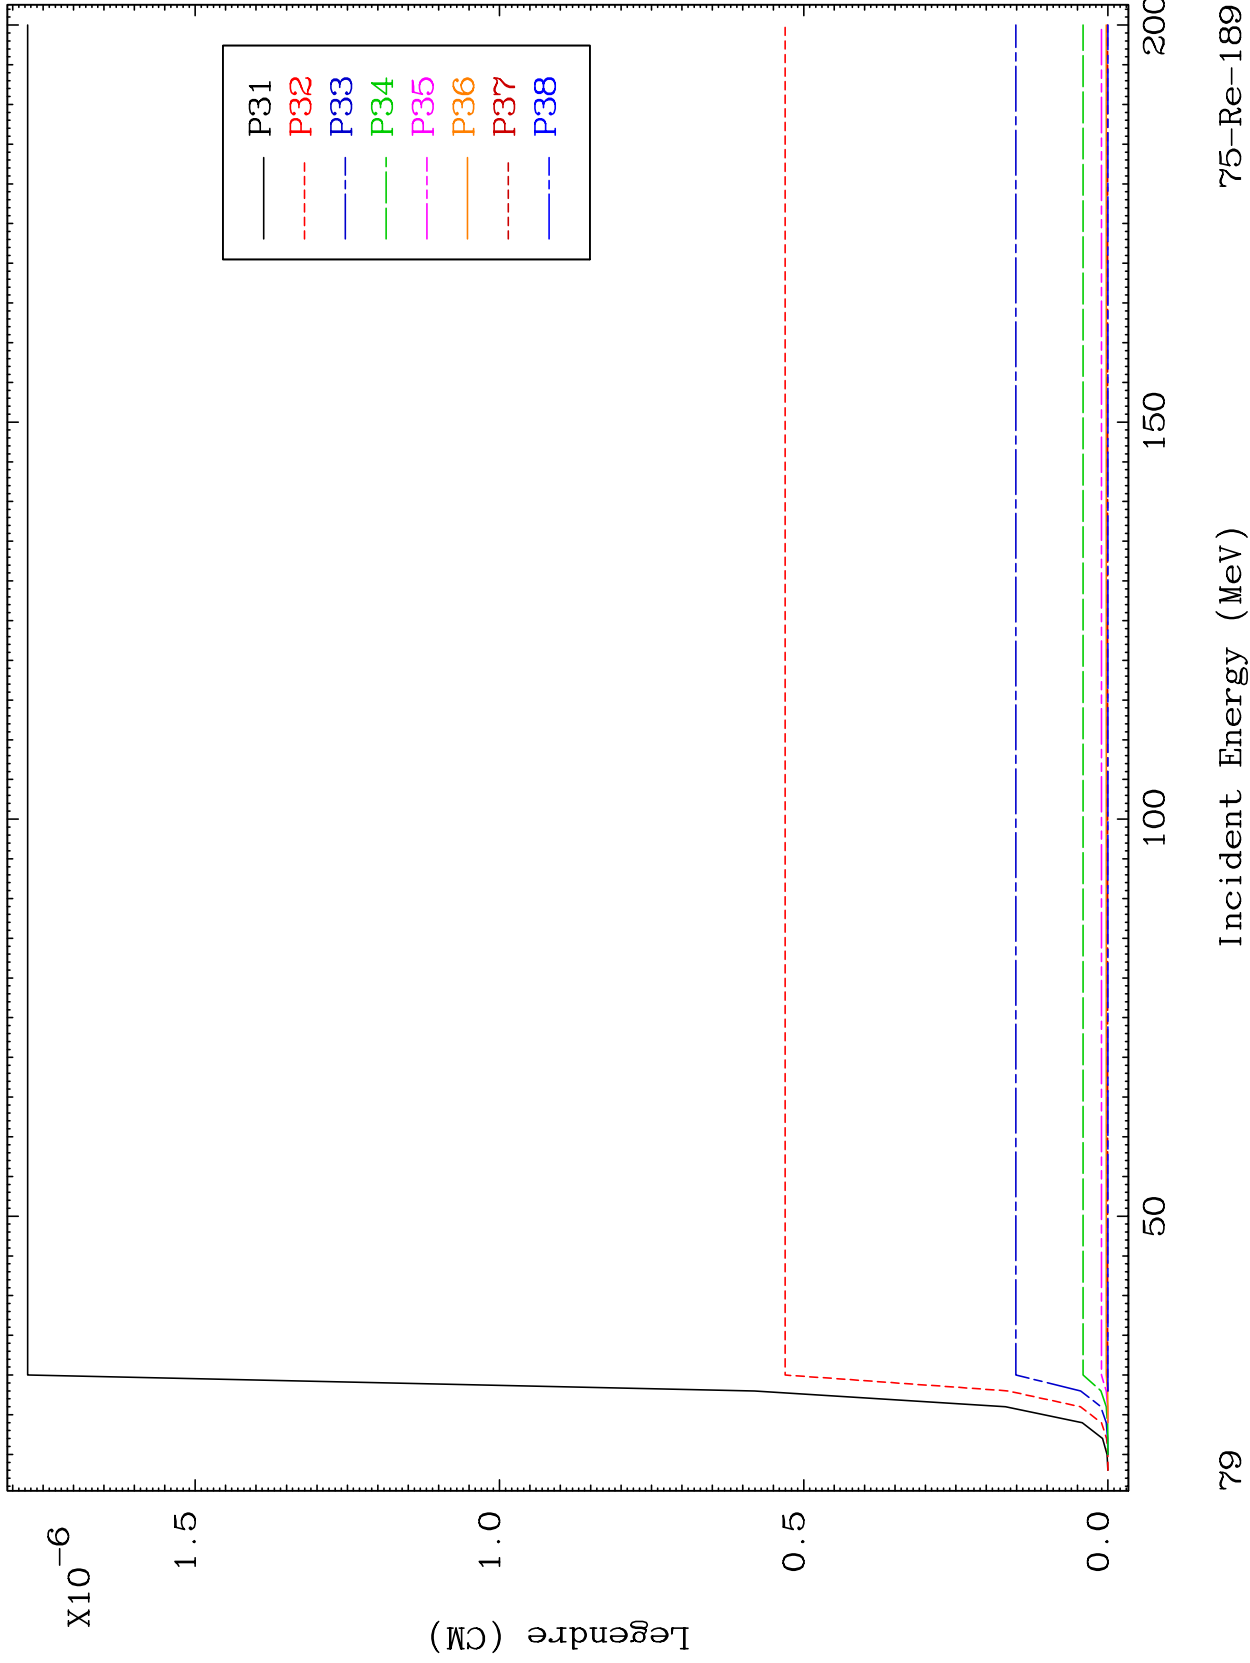 X10-6
1.5
1.0
0.5
0.0
Legendre (CM)
P31
P32
P33
P34
P35
P36
P37
P38
50
100
150
200
Incident Energy (MeV)
79
75-Re-189